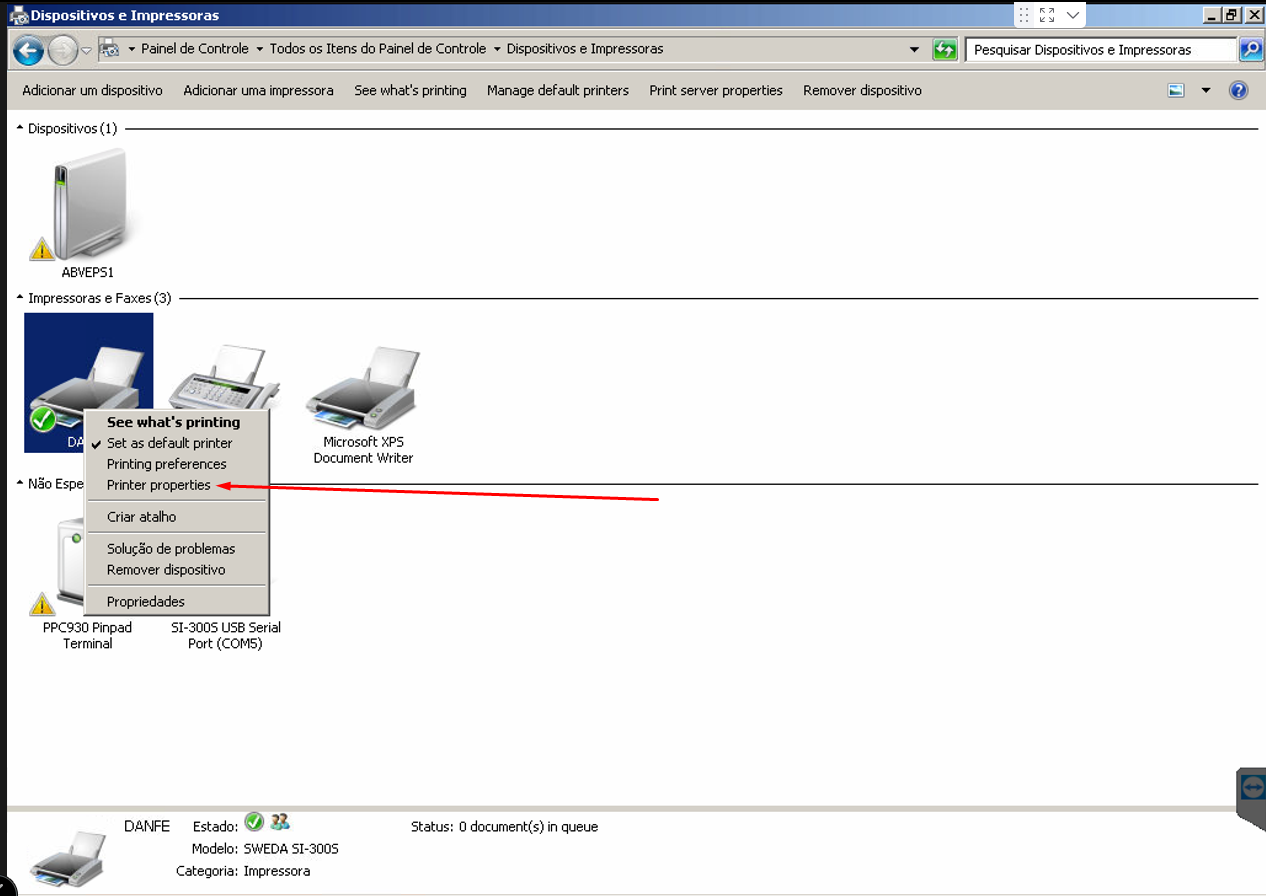 Dispositivos e Impressoras
Painel de Controle Todos os Itens do Painel de Controle Dispositivos e Impressoras
Pesquisar Dispositivos e Impressoras
Adicionar um dispositivo Adicionar uma impressora See what's printing Manage default printers Print server properties Remover dispositivo
Dispositivos (1)
ABVEPS1
Impressoras e Faxes (3)
DA
Microsoft XPS
Document Writer
See what's printing
Set as default printer
Printing preferences
Printer properties
Criar atalho
Solução de problemas
Remover dispositivo
Propriedades
Não Espe
PPC930 Pinpad
Terminal
SI-300S USB Serial
Port (COM5)
DANFE Estado: Status: 0 document(s) in queue
Modelo: SWEDA SI-300S
Categoria: Impressora